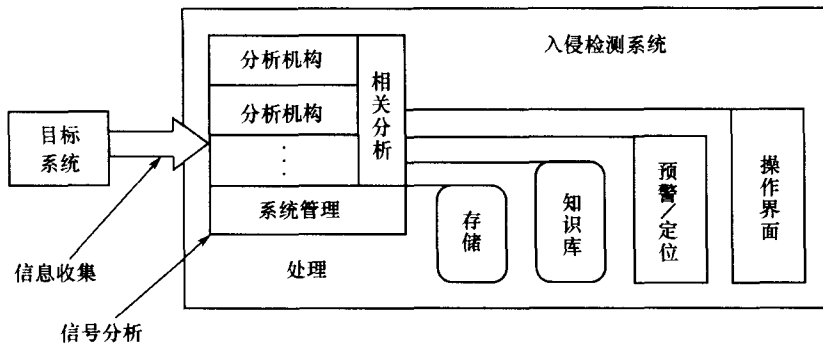 入侵检测系统
分析机构
分析机构
相关分析
目标
系统
系统管理
存储
知识库
预警/定位
操作界面
信息收集
处理
信号分析